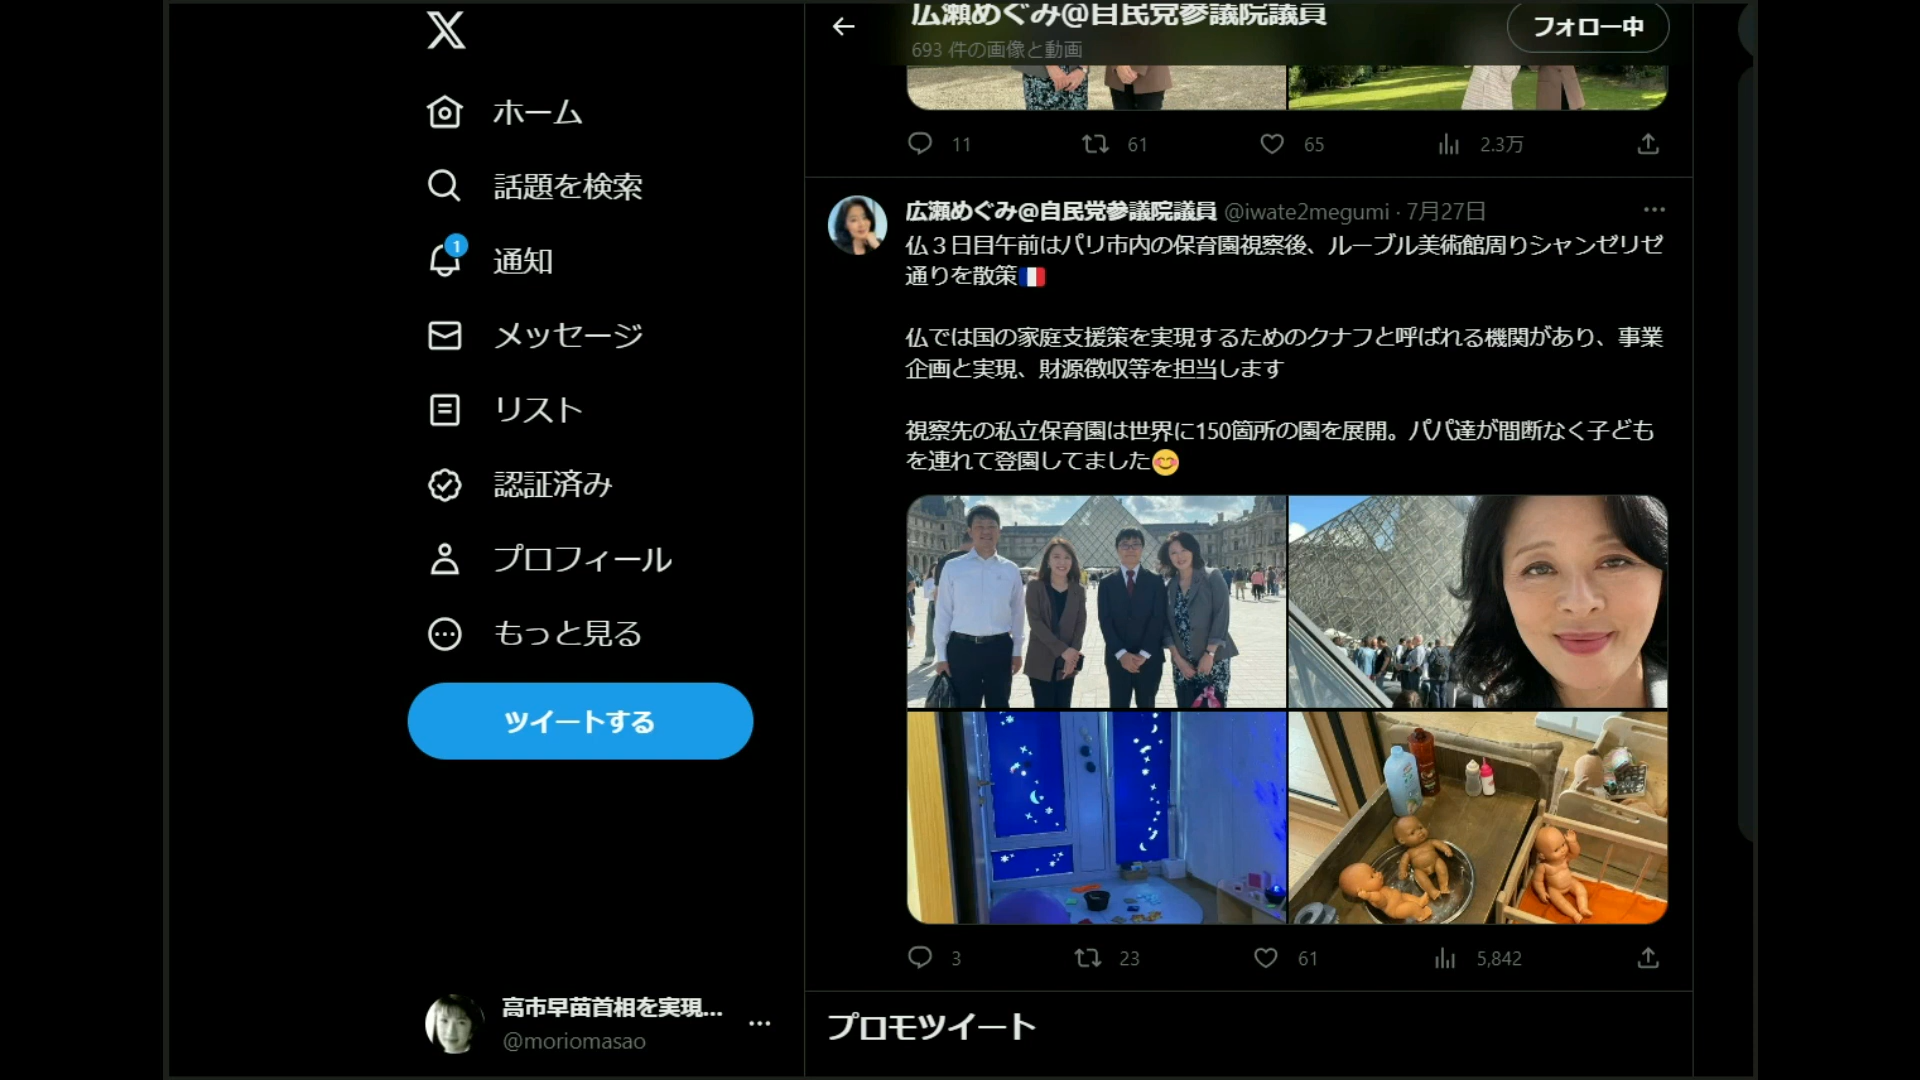 ホーム
話題を検索
1
通知
メッセージ
リスト
認証済み
プロフィール
もっと見る
ツイートする
高市早苗首相を実現...
@moriomasao
広瀬めぐみ@自民党参議院議員
693 件の画像と動画
フォロー中
11 61 65 2.3万
広瀬めぐみ@自民党参議院議員 @iwate2megumi · 7月27日
仏３日目午前はパリ市内の保育園視察後、ルーブル美術館周りシャンゼリゼ
通りを散策🇫🇷
仏では国の家庭支援策を実現するためのクナフと呼ばれる機関があり、事業
企画と実現、財源徴収等を担当します
視察先の私立保育園は世界に150箇所の園を展開。パパ達が間断なく子ども
を連れて登園してました😊
3 23 61 5,842
プロモツイート